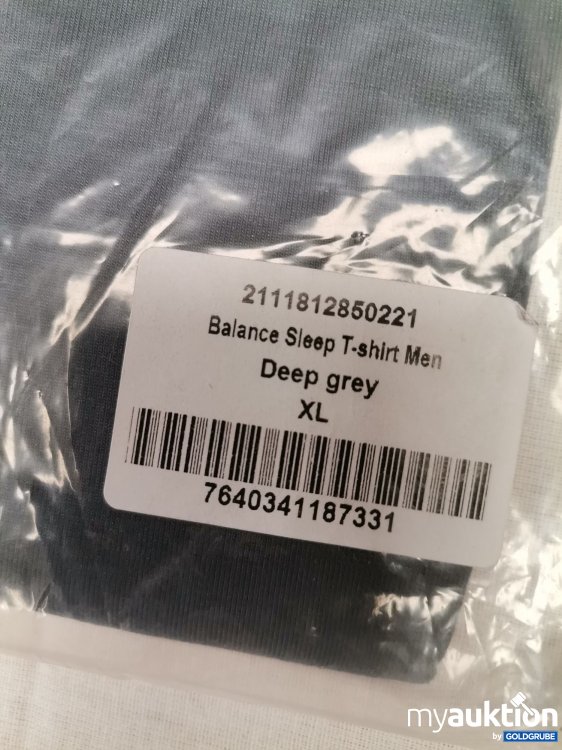 2111812850221
Balance Sleep T-shirt Men
Deep grey
XL
7640341187331
myauktion
by GOLDGRUBE